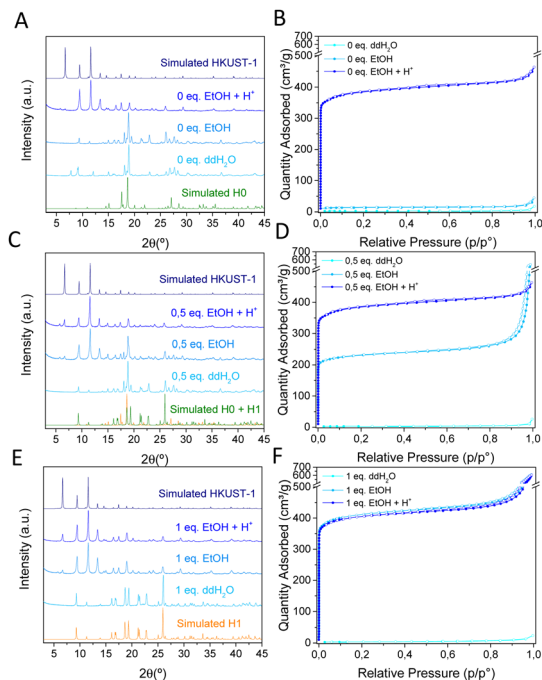 A
Intensity (a.u.)
Simulated HKUST-1
0 eq. EtOH + H⁺
0 eq. EtOH
0 eq. ddH₂O
Simulated H0
5 10 15 20 25 30 35 40 45
2θ(º)
B
Quantity Adsorbed (cm³/g)
700
600
500
400
300
200
100
0
0 eq. ddH₂O
0 eq. EtOH
0 eq. EtOH + H⁺
0,0 0,2 0,4 0,6 0,8 1,0
Relative Pressure (p/p°)
C
Intensity (a.u.)
Simulated HKUST-1
0,5 eq. EtOH + H⁺
0,5 eq. EtOH
0,5 eq. ddH₂O
Simulated H0 + H1
5 10 15 20 25 30 35 40 45
2θ(º)
D
Quantity Adsorbed (cm³/g)
700
600
500
400
300
200
100
0
0,5 eq. ddH₂O
0,5 eq. EtOH
0,5 eq. EtOH + H⁺
0,0 0,2 0,4 0,6 0,8 1,0
Relative Pressure (p/p°)
E
Intensity (a.u.)
Simulated HKUST-1
1 eq. EtOH + H⁺
1 eq. EtOH
1 eq. ddH₂O
Simulated H1
5 10 15 20 25 30 35 40 45
2θ(º)
F
Quantity Adsorbed (cm³/g)
700
600
500
400
300
200
100
0
1 eq. ddH₂O
1 eq. EtOH
1 eq. EtOH + H⁺
0,0 0,2 0,4 0,6 0,8 1,0
Relative Pressure (p/p°)